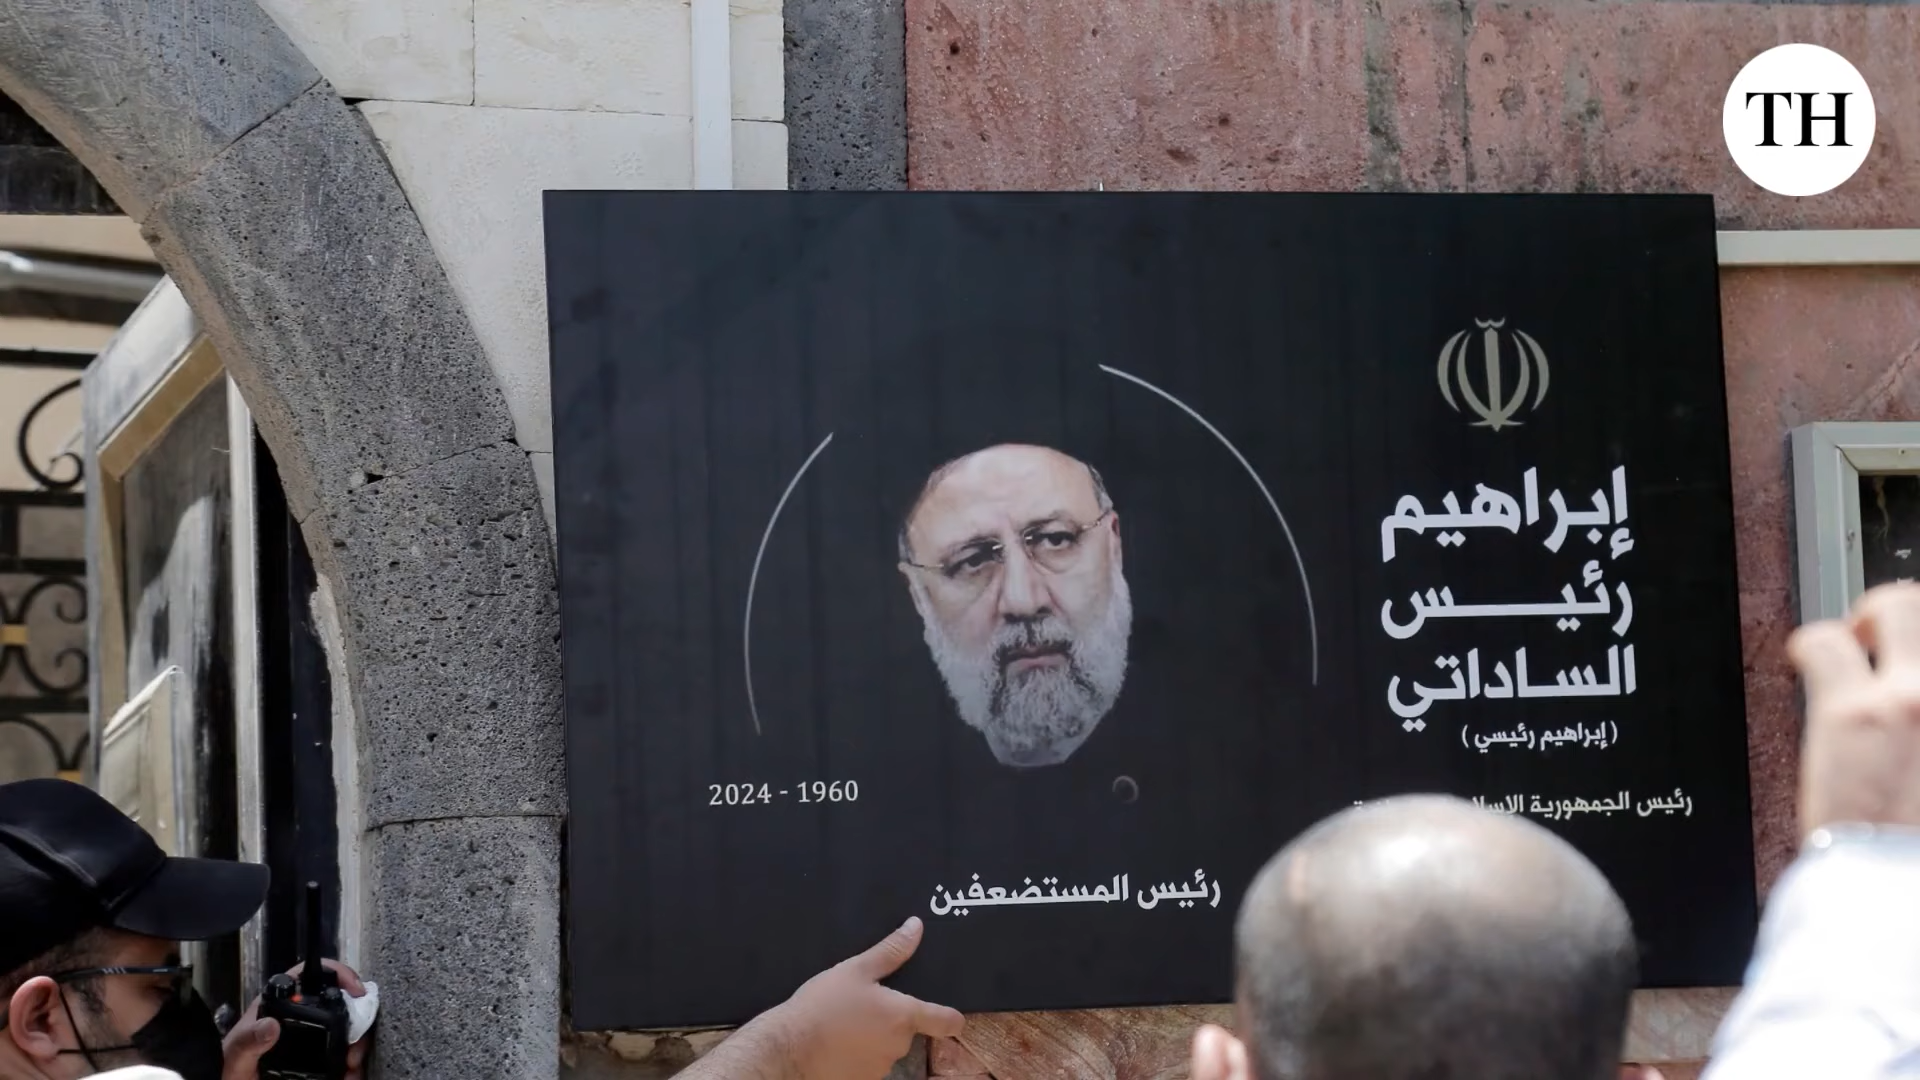 TH
إبراهيم
رئيس
الساداتي
( إبراهيم رئيسي )
رئيس الجمهورية
1960 - 2024
رئيس المستضعفين